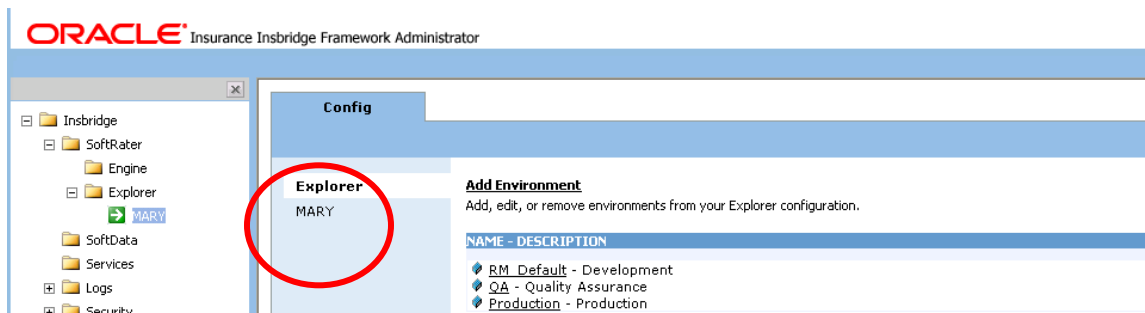 ORACLE Insurance Insbridge Framework Administrator
Insbridge
SoftRater
Engine
Explorer
MARY
SoftData
Services
Logs
Security
Config
Explorer
MARY
Add Environment
Add, edit, or remove environments from your Explorer configuration.
NAME - DESCRIPTION
RM_Default - Development
QA - Quality Assurance
Production - Production